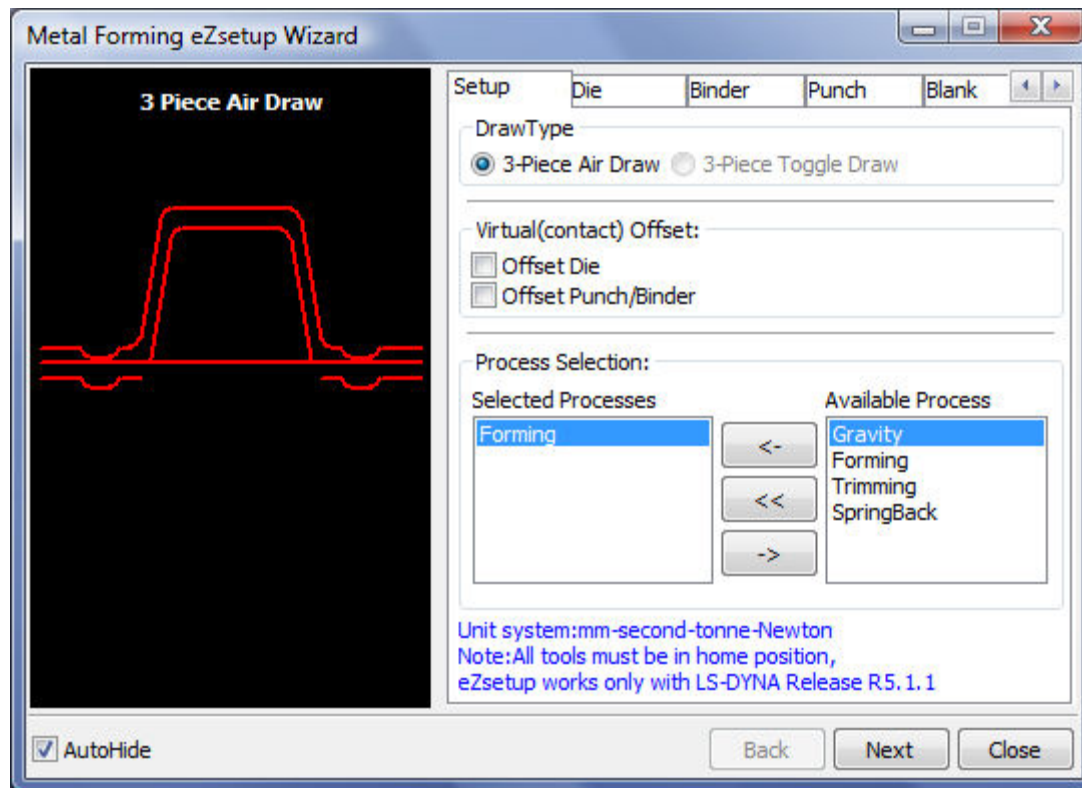 Metal Forming eZsetup Wizard
3 Piece Air Draw
Setup Die Binder Punch Blank
DrawType
3-Piece Air Draw 3-Piece Toggle Draw
Virtual(contact) Offset:
Offset Die
Offset Punch/Binder
Process Selection:
Selected Processes Available Process
Forming <- Gravity
Forming
<< Trimming
SpringBack
->
Unit system:mm-second-tonne-Newton
Note:All tools must be in home position,
eZsetup works only with LS-DYNA Release R5.1.1
AutoHide Back Next Close